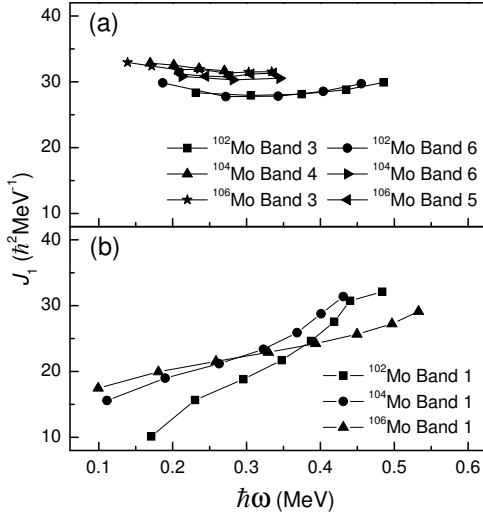 (a)
40
30
20
10
¹⁰²Mo Band 3
¹⁰⁴Mo Band 4
¹⁰⁶Mo Band 3
¹⁰²Mo Band 6
¹⁰⁴Mo Band 6
¹⁰⁶Mo Band 5
J₁ (ℏ²MeV⁻¹)
(b)
40
30
20
10
¹⁰²Mo Band 1
¹⁰⁴Mo Band 1
¹⁰⁶Mo Band 1
0.1 0.2 0.3 0.4 0.5 0.6
ℏω (MeV)